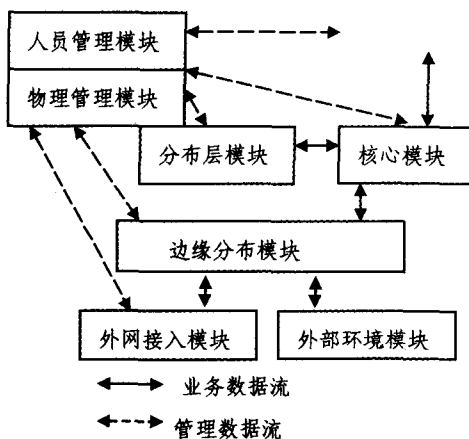 人员管理模块
物理管理模块
分布层模块
核心模块
边缘分布模块
外网接入模块
外部环境模块
业务数据流
管理数据流